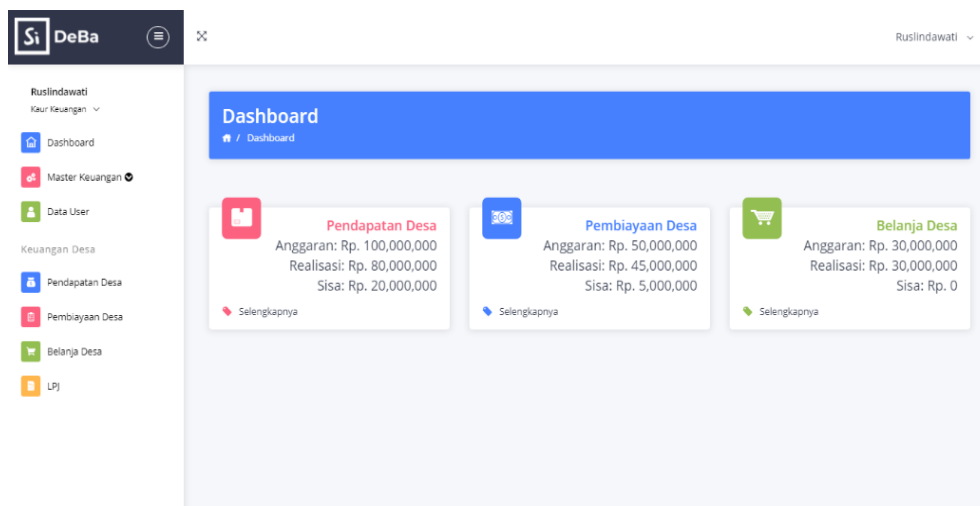 Si DeBa
Ruslindawati
Ruslindawati
Kaur Keuangan
Dashboard
Master Keuangan
Data User
Keuangan Desa
Pendapatan Desa
Pembiayaan Desa
Belanja Desa
LPJ
Dashboard
/ Dashboard
Pendapatan Desa
Anggaran: Rp. 100,000,000
Realisasi: Rp. 80,000,000
Sisa: Rp. 20,000,000
Selengkapnya
Pembiayaan Desa
Anggaran: Rp. 50,000,000
Realisasi: Rp. 45,000,000
Sisa: Rp. 5,000,000
Selengkapnya
Belanja Desa
Anggaran: Rp. 30,000,000
Realisasi: Rp. 30,000,000
Sisa: Rp. 0
Selengkapnya